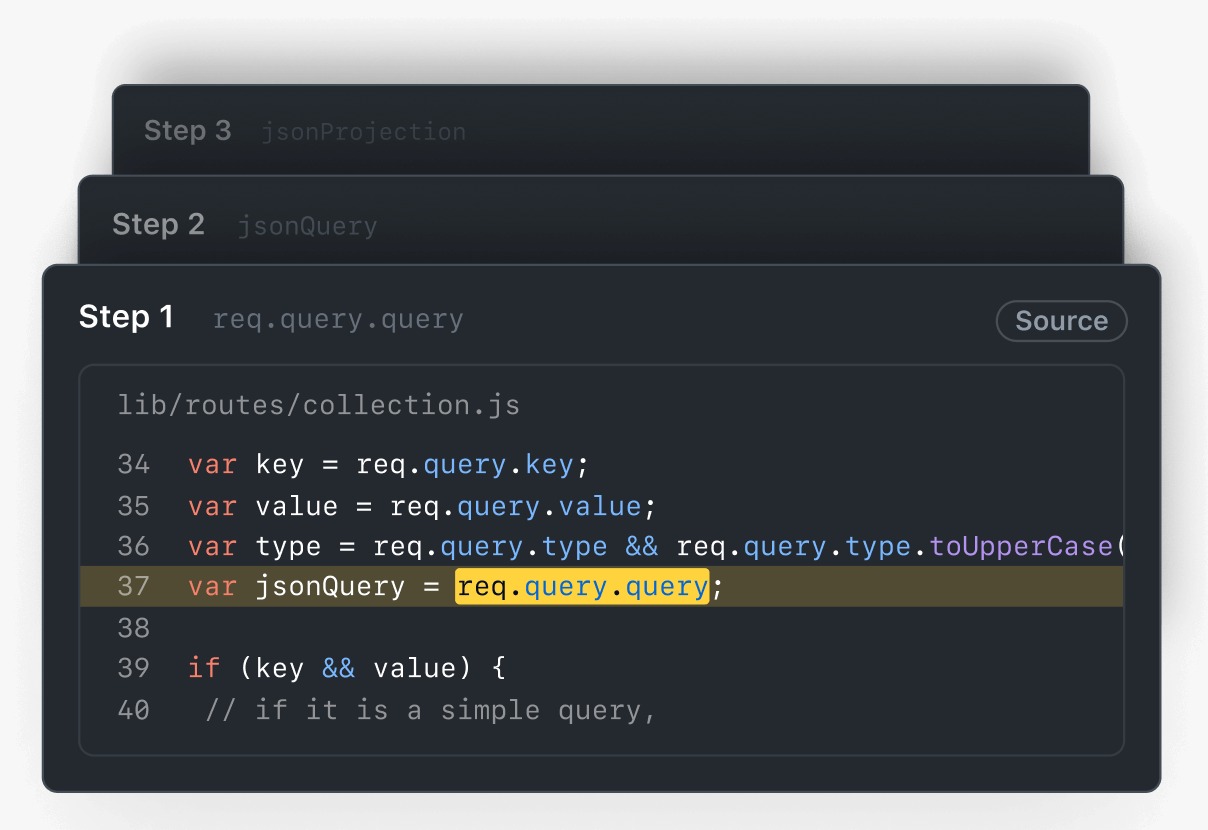 Step 3 jsonProjection
Step 2 jsonQuery
Step 1 req.query.query Source
lib/routes/collection.js
34 var key = req.query.key;
35 var value = req.query.value;
36 var type = req.query.type && req.query.type.toUpperCase(
37 var jsonQuery = req.query.query;
38
39 if (key && value) {
40 // if it is a simple query,